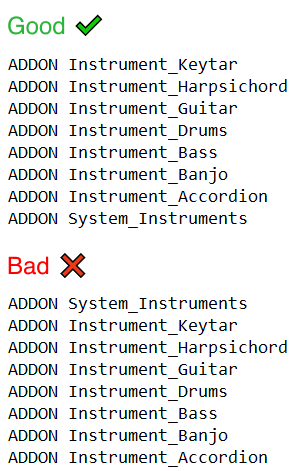 Good
ADDON Instrument_Keytar
ADDON Instrument_Harpsichord
ADDON Instrument_Guitar
ADDON Instrument_Drums
ADDON Instrument_Bass
ADDON Instrument_Banjo
ADDON Instrument_Accordion
ADDON System_Instruments
Bad
ADDON System_Instruments
ADDON Instrument_Keytar
ADDON Instrument_Harpsichord
ADDON Instrument_Guitar
ADDON Instrument_Drums
ADDON Instrument_Bass
ADDON Instrument_Banjo
ADDON Instrument_Accordion